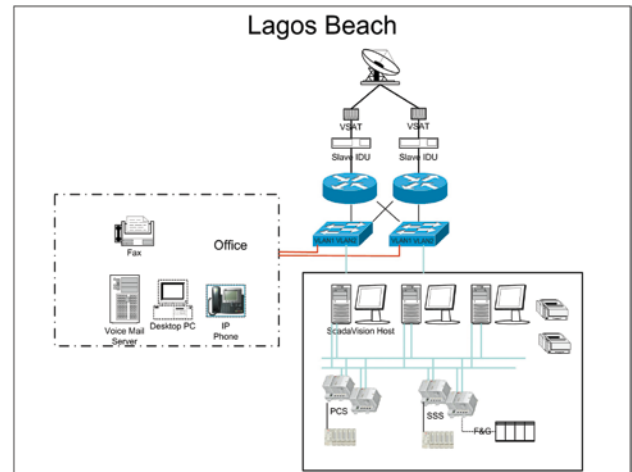 Lagos Beach
VSAT
VSAT
Slave IDU
Slave IDU
VLAN1 VLAN2
VLAN1 VLAN2
Office
Fax
Voice Mail
Server
Desktop PC
IP
Phone
ScadaVision Host
PCS
SSS
F&G